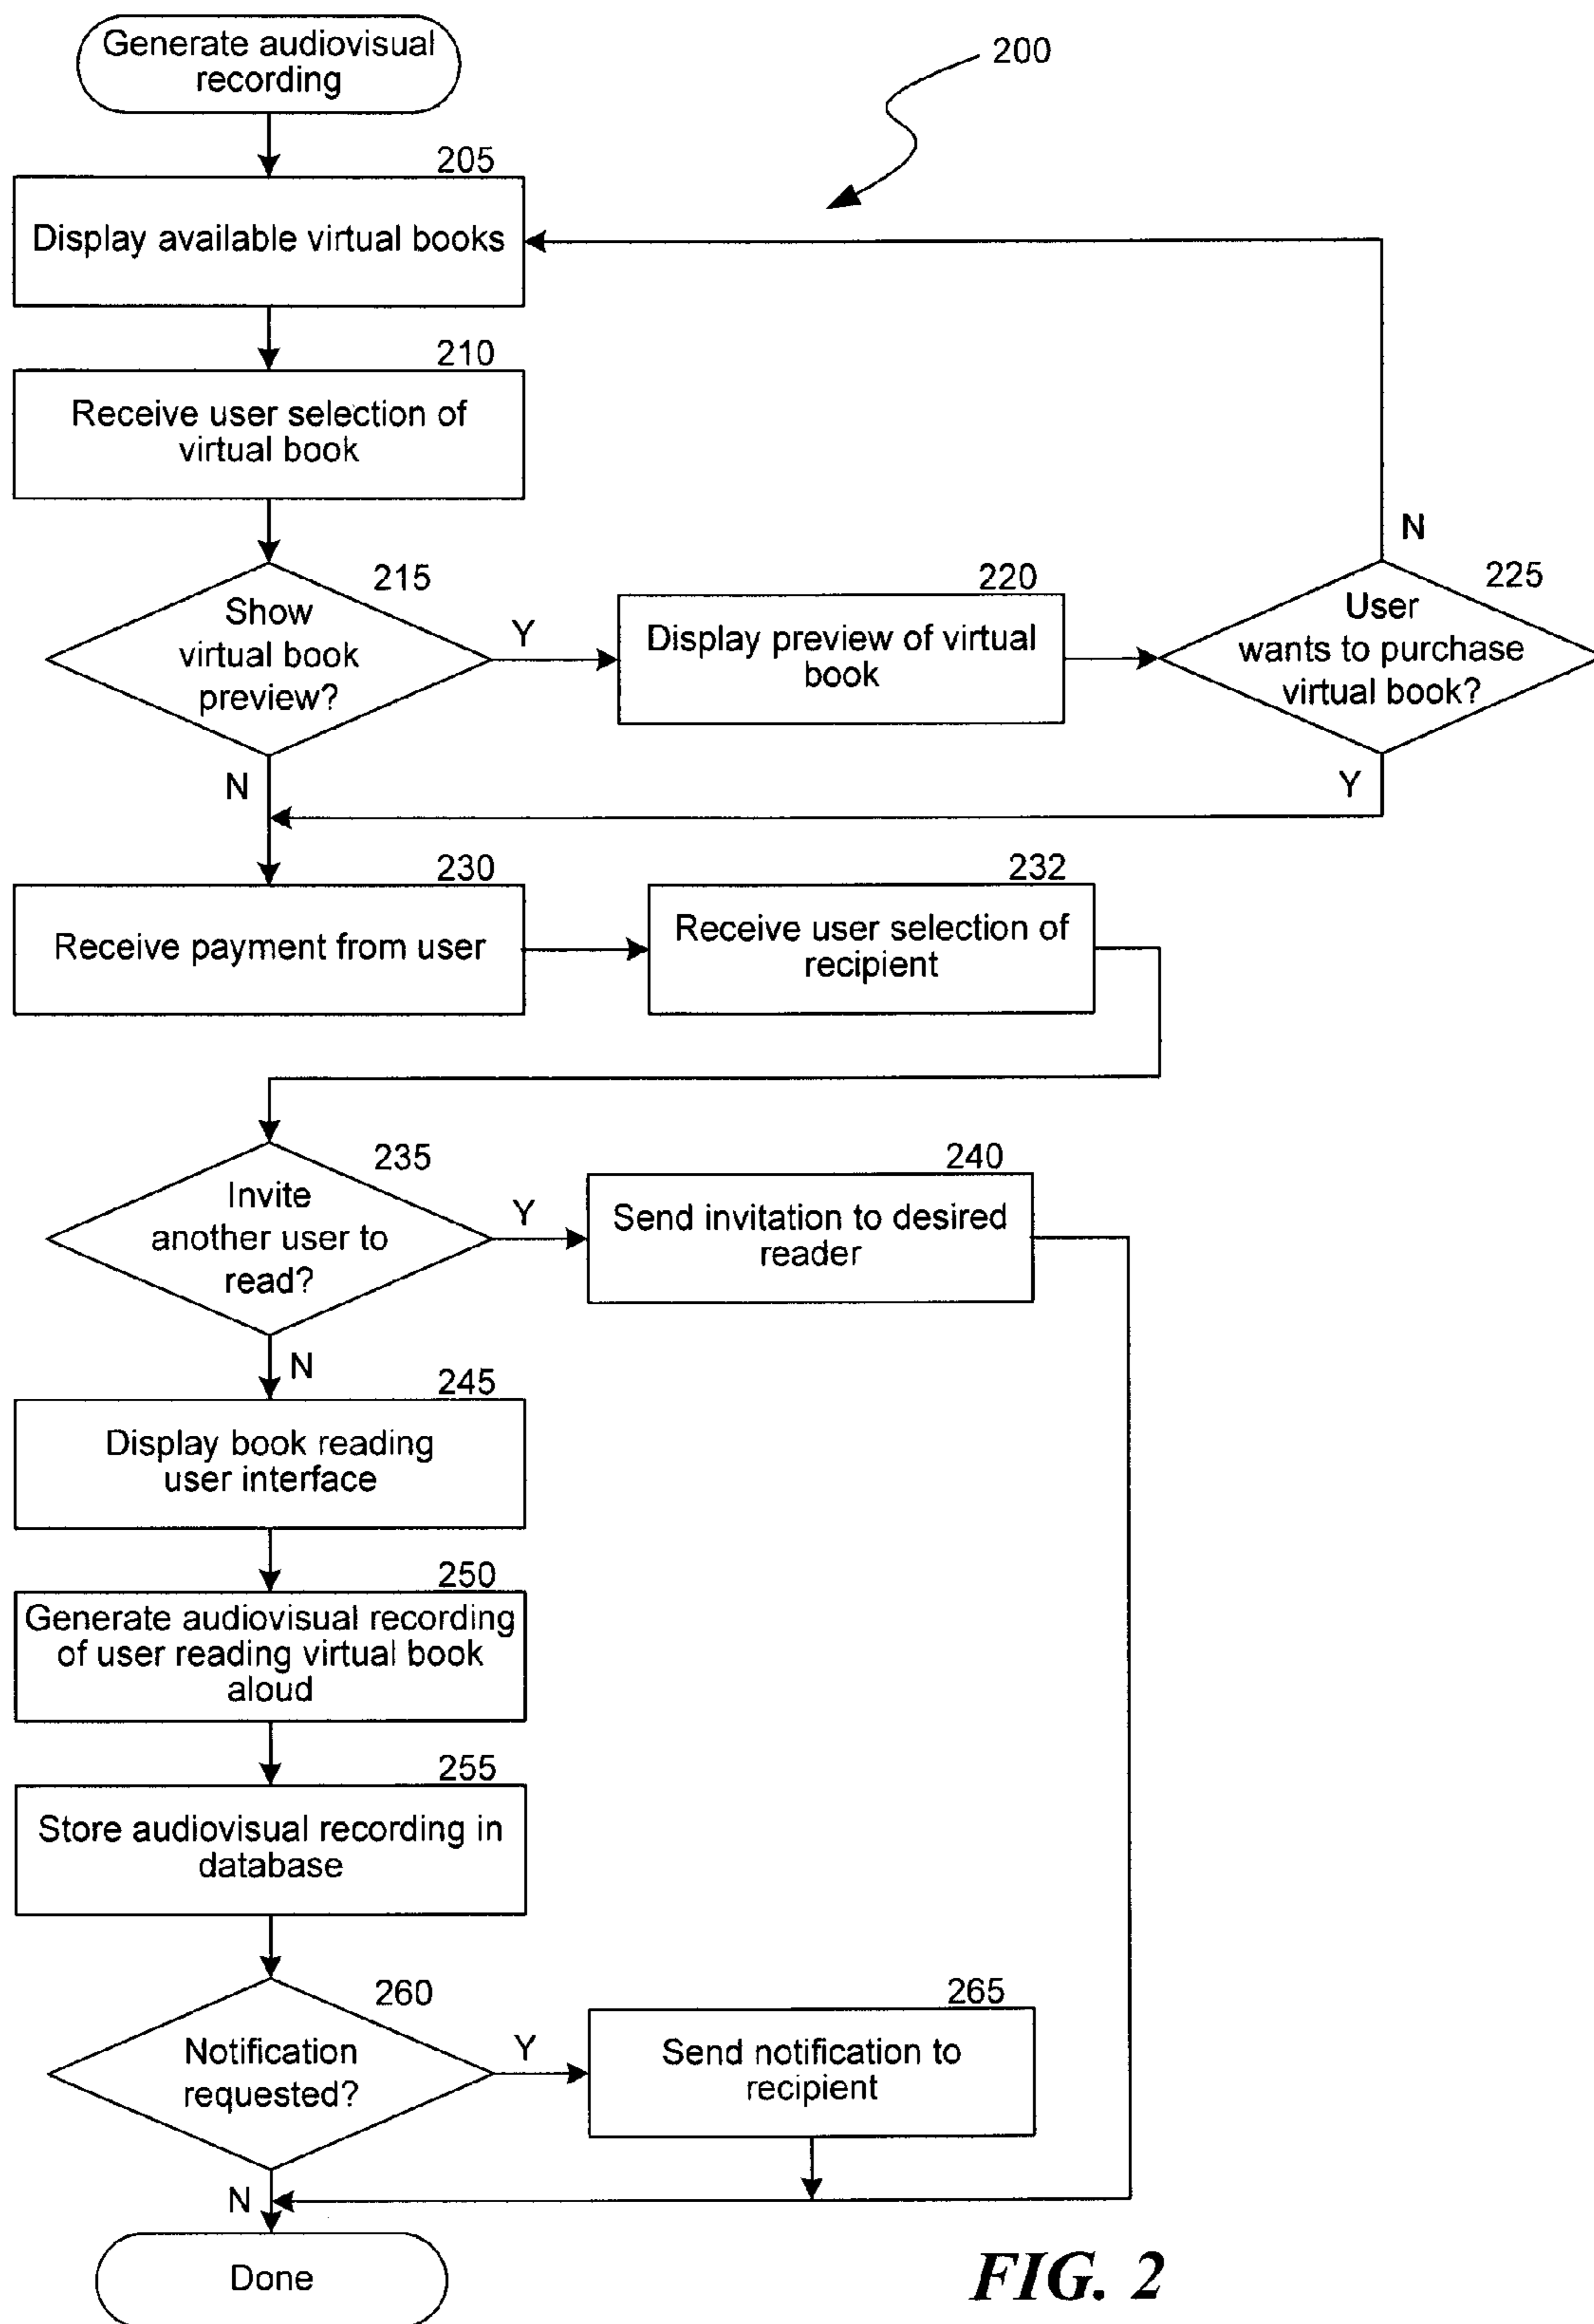 Generate audiovisual
recording
200
205
Display available virtual books
210
Receive user selection of
virtual book
215
Show
virtual book
preview?
Y
N
220
Display preview of virtual
book
225
User
wants to purchase
virtual book?
N
Y
230
Receive payment from user
232
Receive user selection of
recipient
235
Invite
another user to
read?
Y
N
240
Send invitation to desired
reader
245
Display book reading
user interface
250
Generate audiovisual recording
of user reading virtual book
aloud
255
Store audiovisual recording in
database
260
Notification
requested?
Y
N
265
Send notification to
recipient
Done
FIG. 2